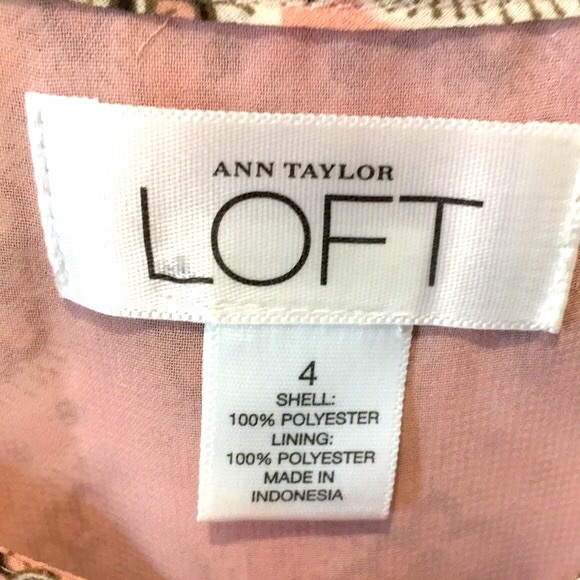 ANN TAYLOR
LOFT
4
SHELL:
100% POLYESTER
LINING:
100% POLYESTER
MADE IN
INDONESIA